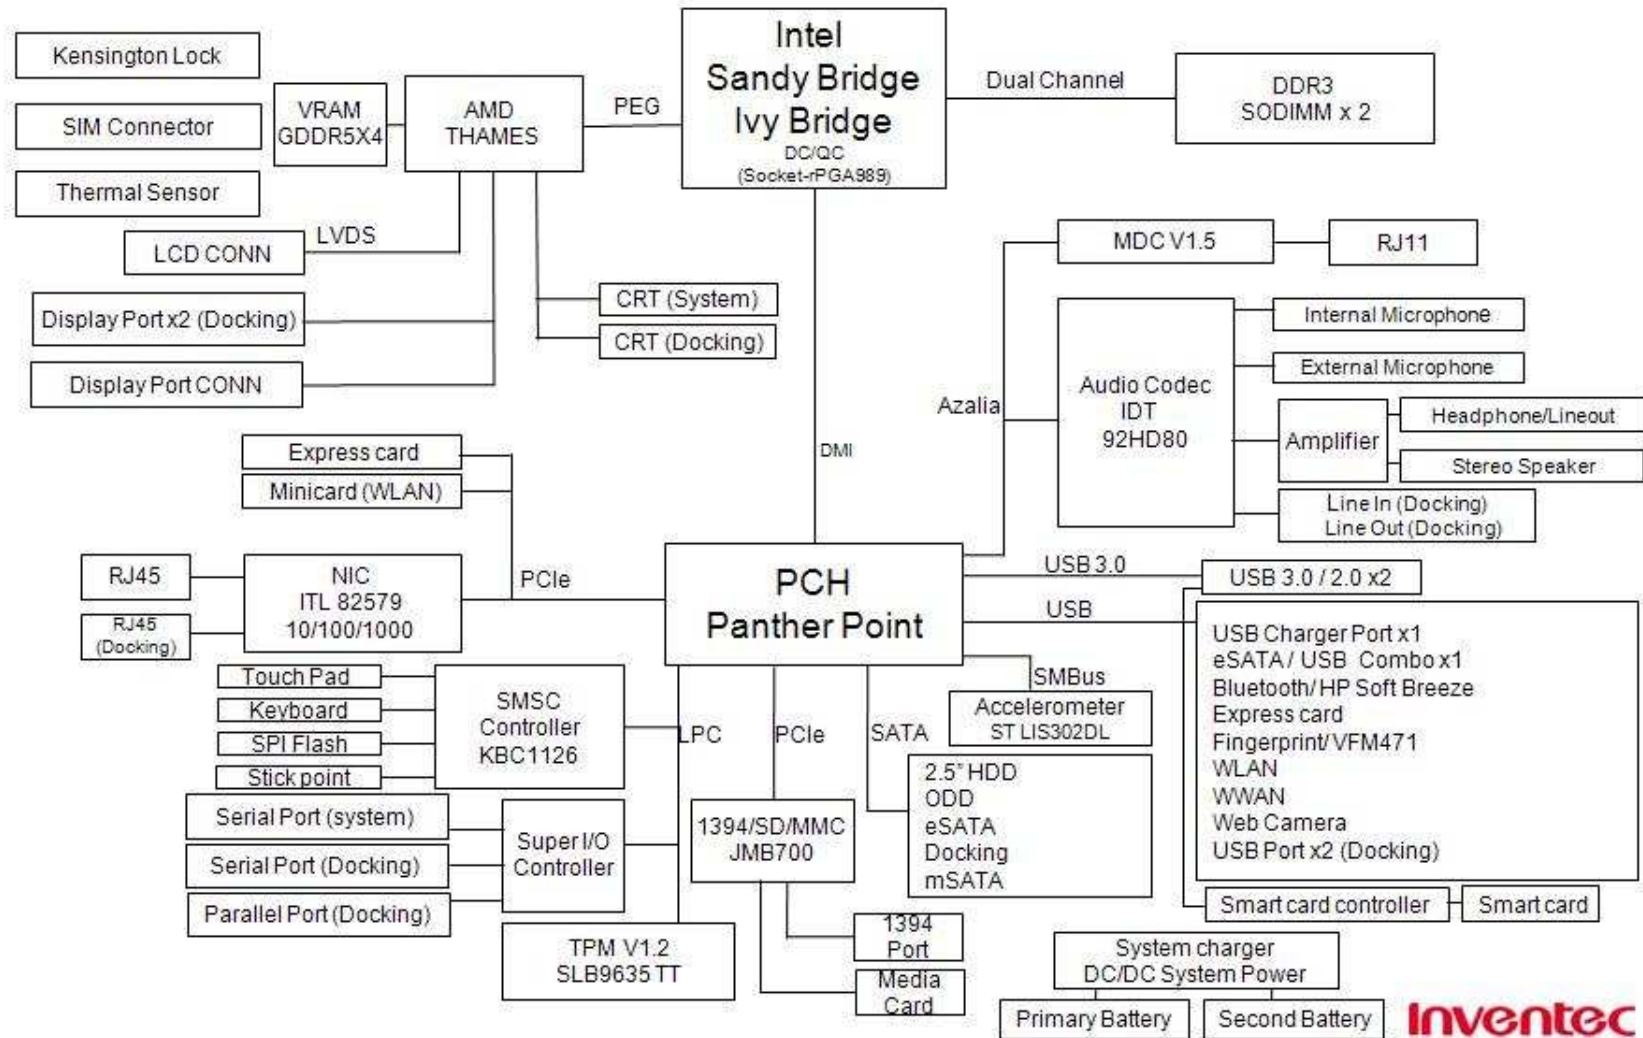 Kensington Lock
SIM Connector
Thermal Sensor
VRAM
GDDR5X4
AMD
THAMES
PEG
Intel
Sandy Bridge
Ivy Bridge
DC/QC
(Socket-rPGA989)
Dual Channel
DDR3
SODIMM x 2
LCD CONN
LVDS
Display Port x2 (Docking)
Display Port CONN
CRT (System)
CRT (Docking)
MDC V1.5
RJ11
Azalia
Audio Codec
IDT
92HD80
Internal Microphone
External Microphone
Amplifier
Headphone/Lineout
Stereo Speaker
Line In (Docking)
Line Out (Docking)
DMI
Express card
Minicard (WLAN)
RJ45
RJ45
(Docking)
NIC
ITL 82579
10/100/1000
PCIe
PCH
Panther Point
USB 3.0
USB 3.0 / 2.0 x2
USB
USB Charger Port x1
eSATA / USB Combo x1
Bluetooth/ HP Soft Breeze
Express card
Fingerprint/ VFM471
WLAN
WWAN
Web Camera
USB Port x2 (Docking)
Smart card controller
Smart card
SMBus
Accelerometer
ST LIS302DL
Touch Pad
Keyboard
SPI Flash
Stick point
SMSC
Controller
KBC1126
LPC
PCIe
SATA
2.5" HDD
ODD
eSATA
Docking
mSATA
Serial Port (system)
Serial Port (Docking)
Parallel Port (Docking)
Super I/O
Controller
1394/SD/MMC
JMB700
TPM V1.2
SLB9635 TT
1394
Port
Media
Card
System charger
DC/DC System Power
Primary Battery
Second Battery
Inventec